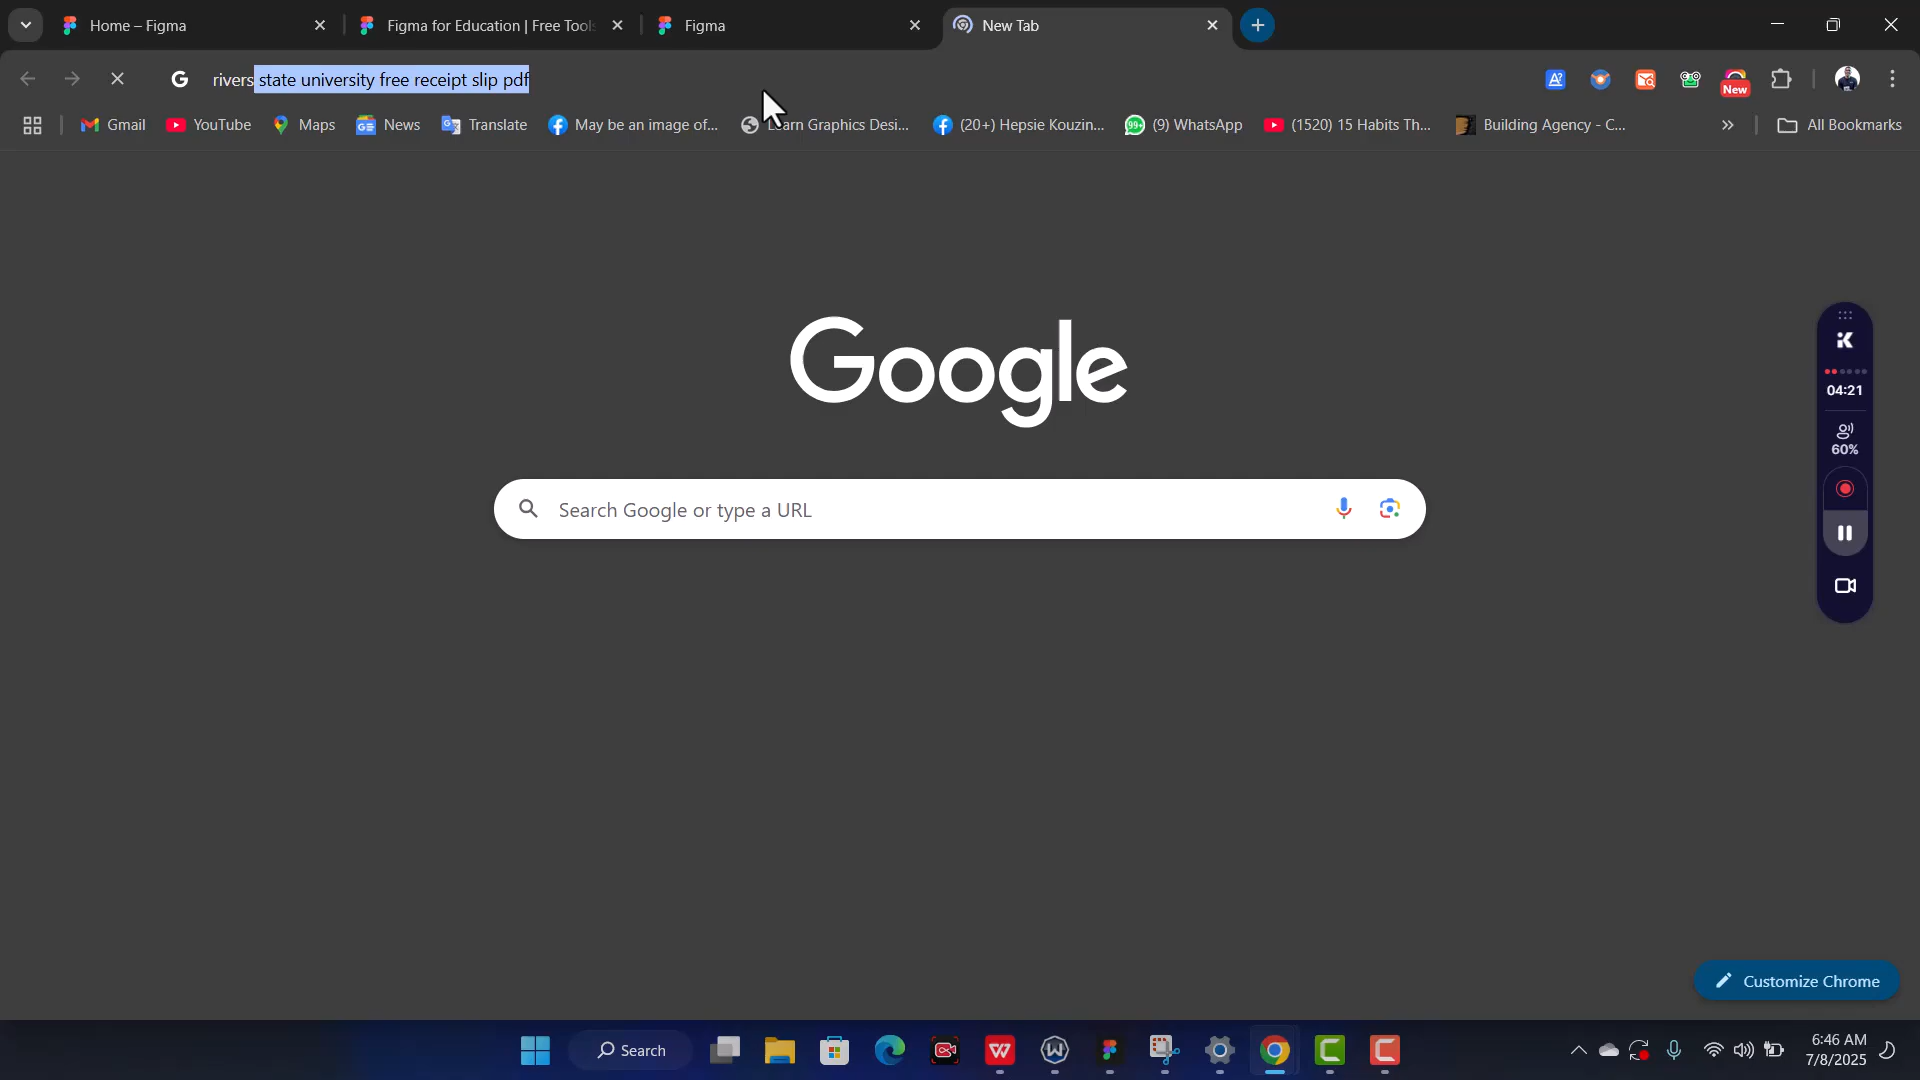 Home – Figma
Figma for Education | Free Tools
Figma
New Tab
rivers state university free receipt slip pdf
New
Gmail
YouTube
Maps
News
Translate
May be an image of...
Learn Graphics Desi...
(20+) Hepsie Kouzin...
(9) WhatsApp
(1520) 15 Habits Th...
Building Agency - C...
All Bookmarks
Google
Search Google or type a URL
04:21
60%
Customize Chrome
Search
6:46 AM
7/8/2025